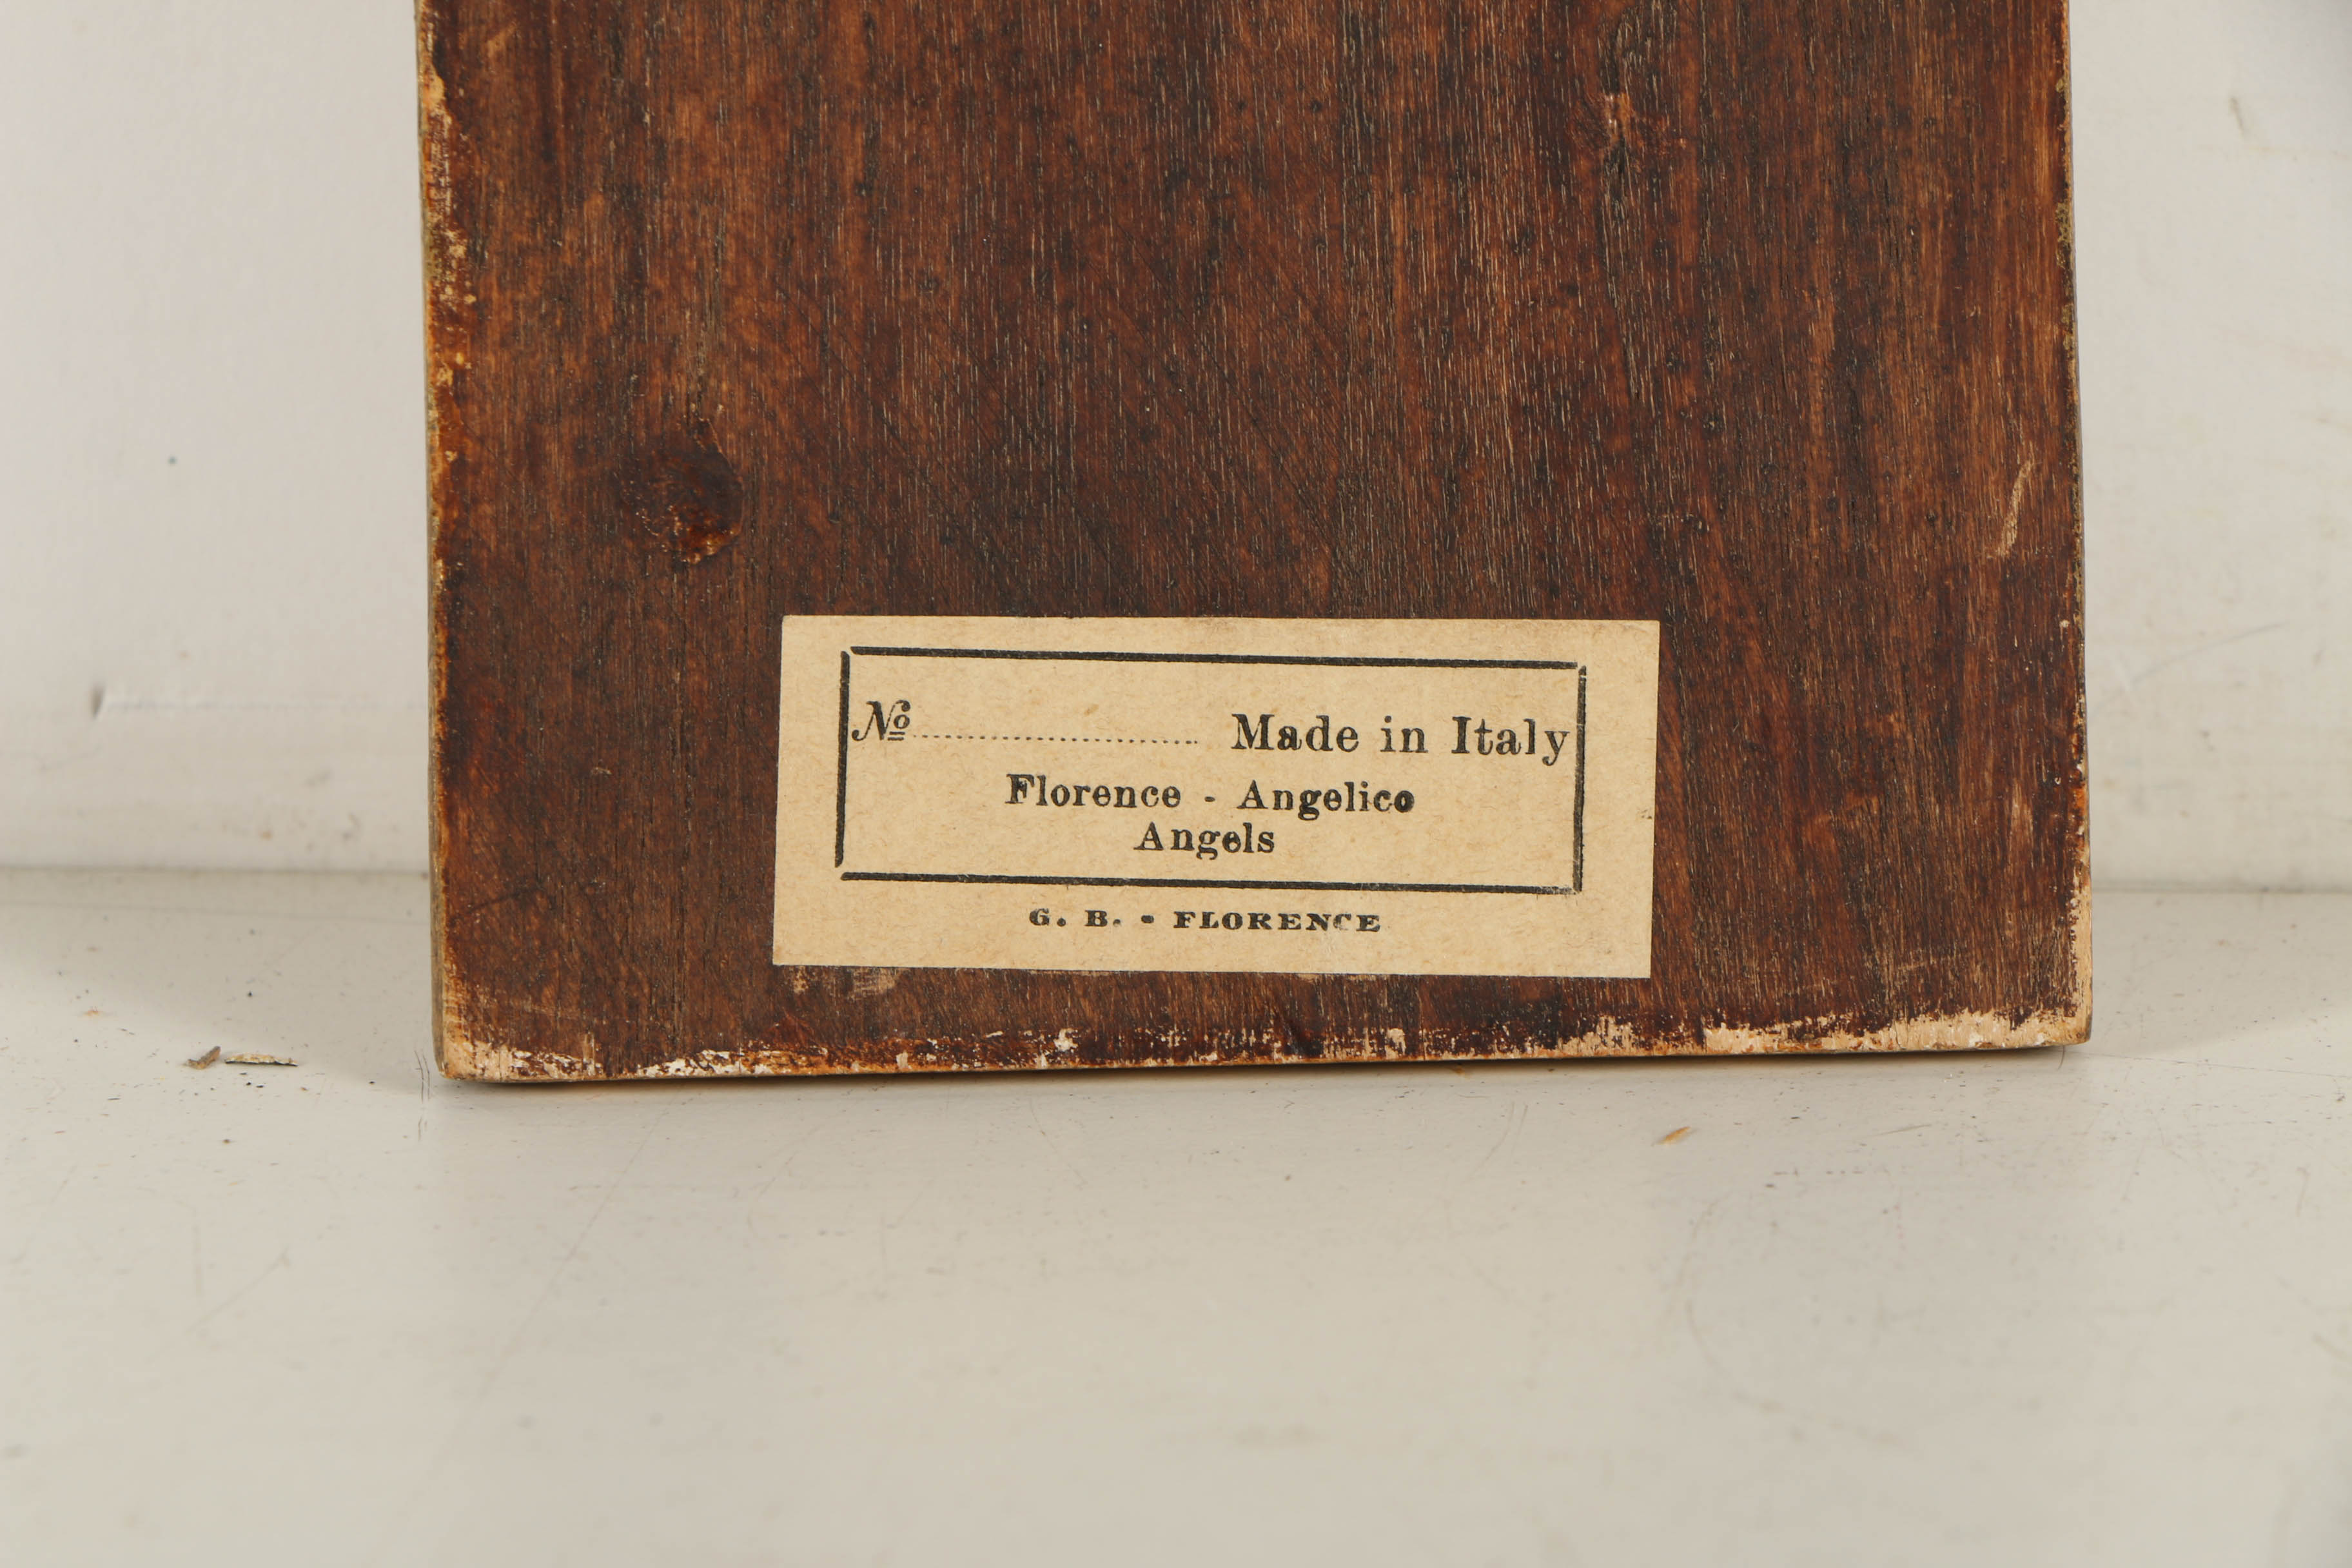 Nº........................ Made in Italy
Florence - Angelico
Angels
G. B. - FLORENCE